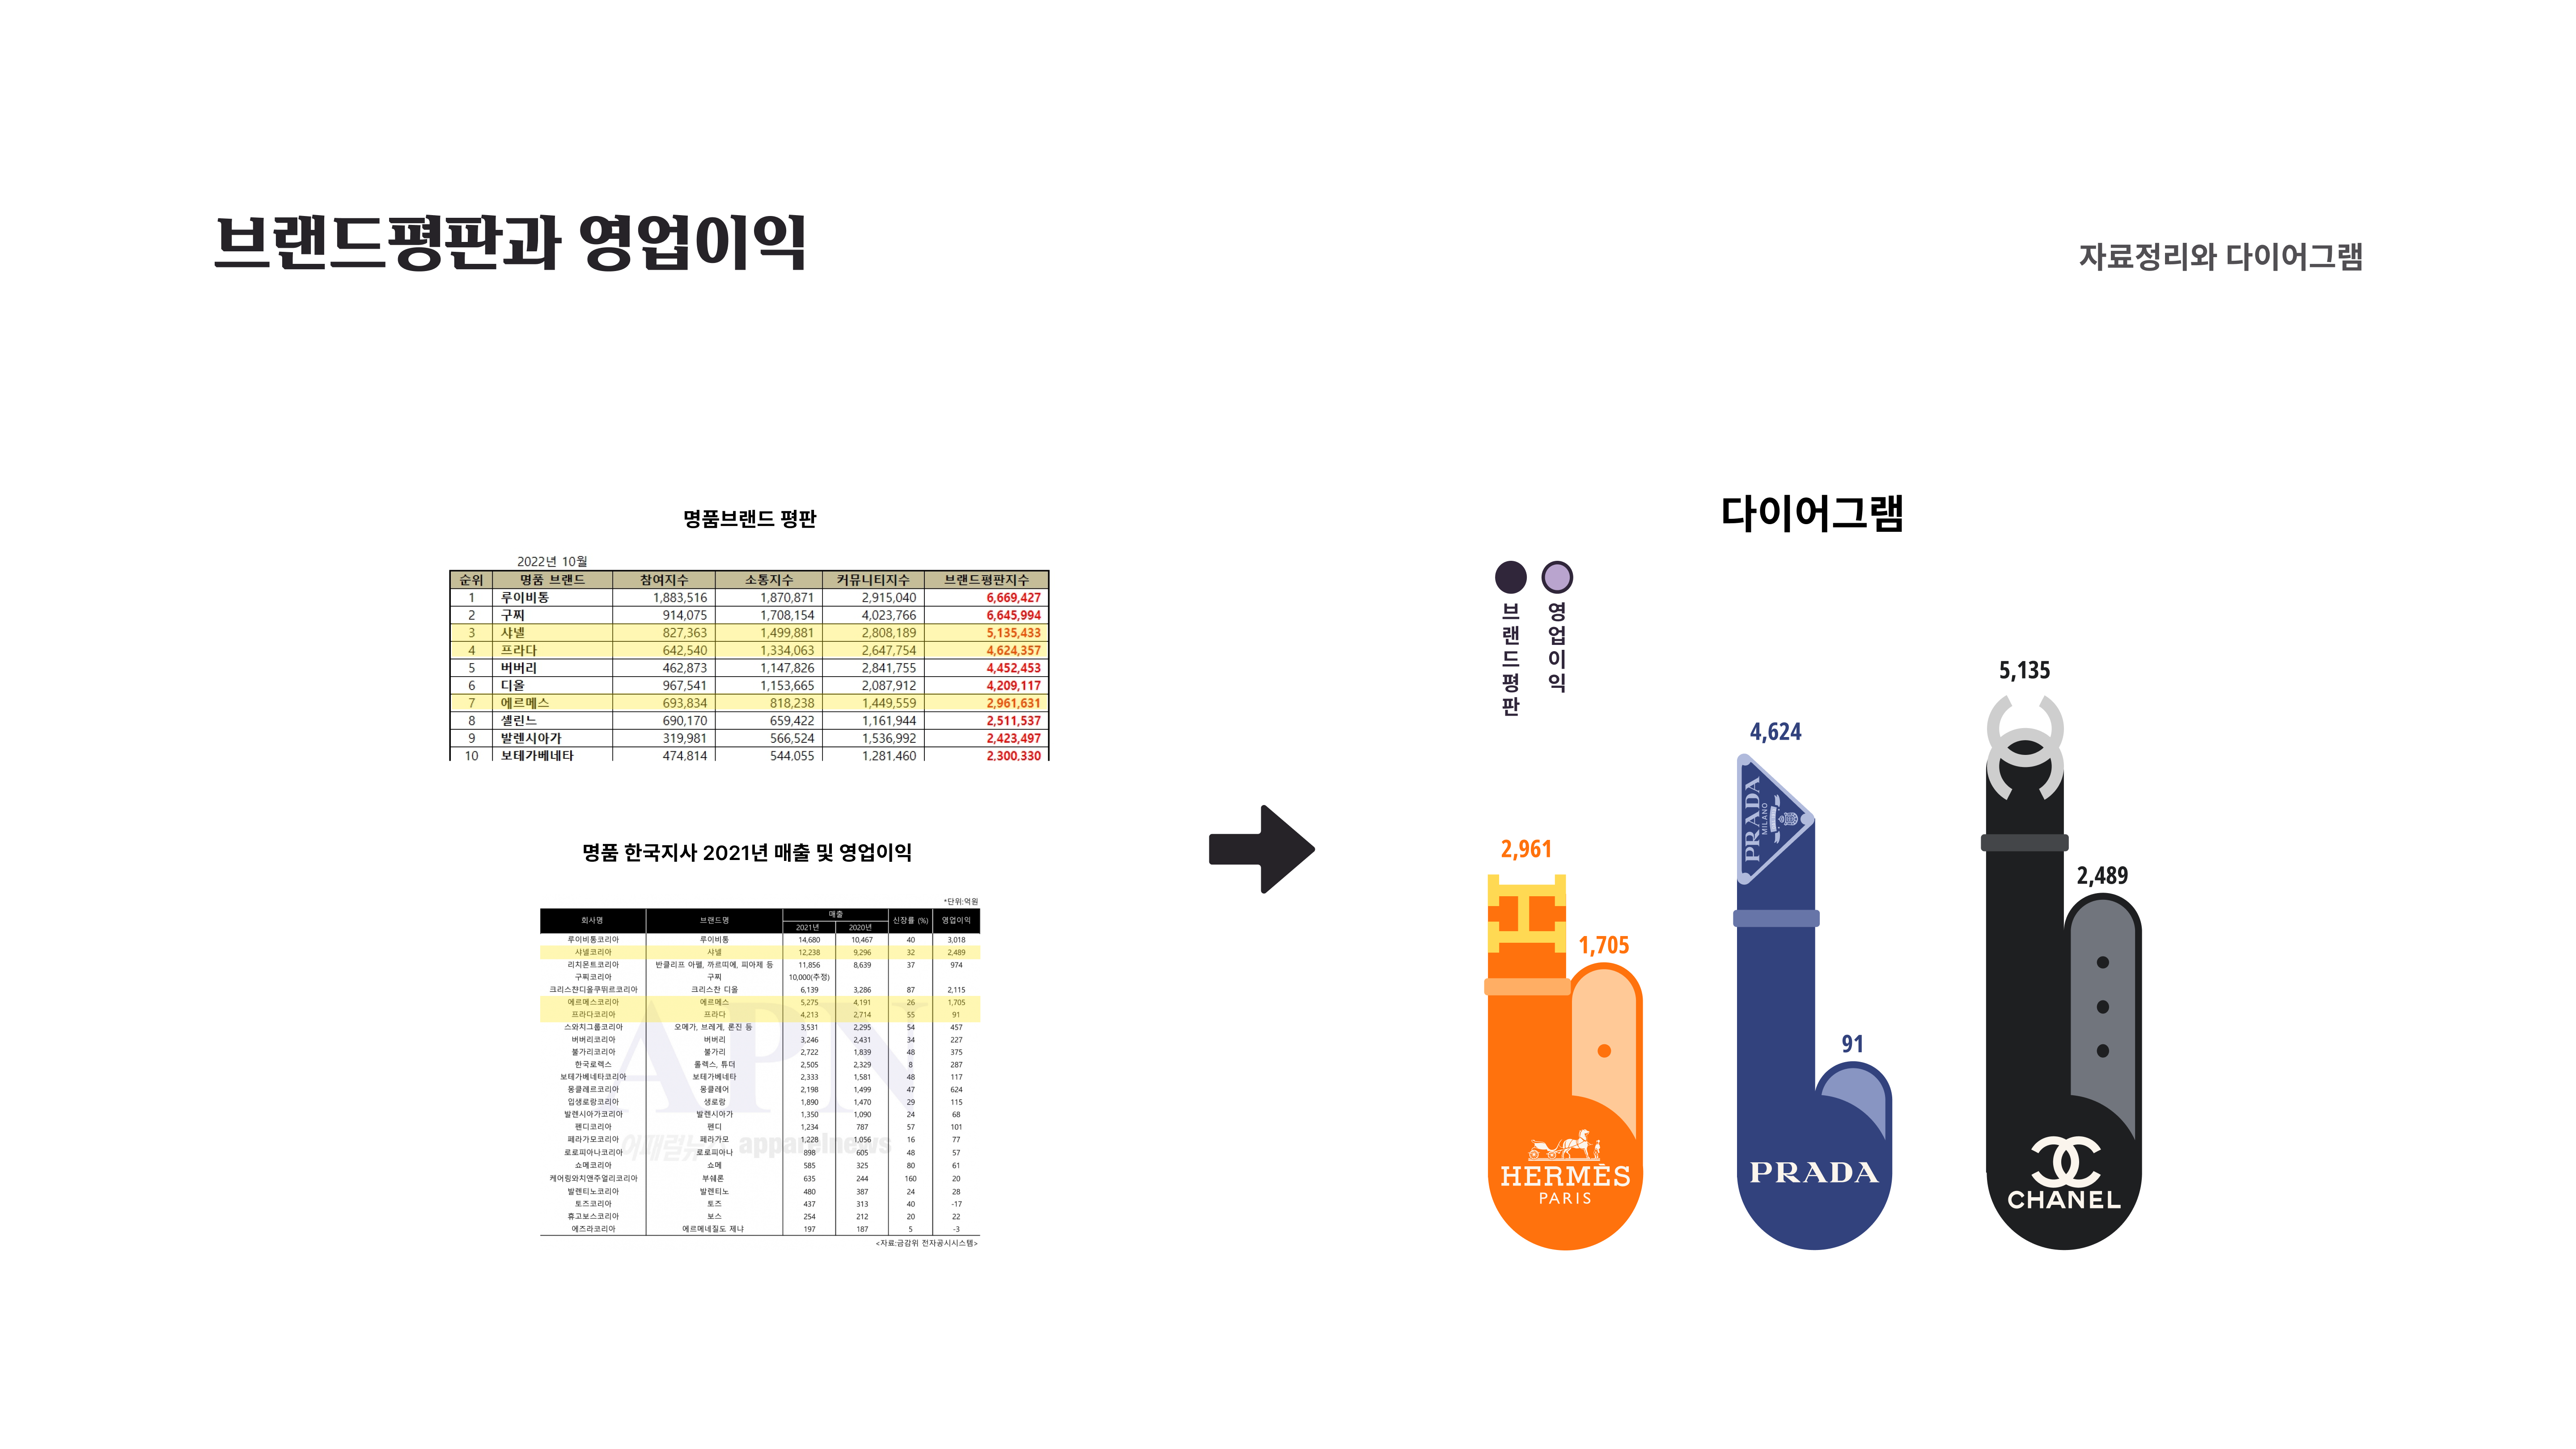 브랜드평판과 영업이익
자료정리와 다이어그램
명품브랜드 평판
2022년 10월
순위 명품 브랜드 참여지수 소통지수 커뮤니티지수 브랜드평판지수
1 루이비통 1,883,516 1,870,871 2,915,040 6,669,427
2 구찌 914,075 1,708,154 4,023,766 6,645,994
3 샤넬 827,363 1,499,881 2,808,189 5,135,433
4 프라다 642,540 1,334,063 2,647,754 4,624,357
5 버버리 462,873 1,147,826 2,841,755 4,452,453
6 디올 967,541 1,153,665 2,087,912 4,209,117
7 에르메스 693,834 818,238 1,449,559 2,961,631
8 셀린느 690,170 659,422 1,161,944 2,511,537
9 발렌시아가 319,981 566,524 1,536,992 2,423,497
10 보테가베네타 474,814 544,055 1,281,460 2,300,330
명품 한국지사 2021년 매출 및 영업이익
*단위:억원
회사명 브랜드명 매출 신장률 (%) 영업이익
2021년 2020년
루이비통코리아 루이비통 14,680 10,467 40 3,018
샤넬코리아 샤넬 12,238 9,296 32 2,489
리치몬트코리아 반클리프 아펠, 까르띠에, 피아제 등 11,856 8,639 37 974
구찌코리아 구찌 10,000(추정)
크리스챤디올꾸뛰르코리아 크리스찬 디올 6,139 3,286 87 2,115
에르메스코리아 에르메스 5,275 4,191 26 1,705
프라다코리아 프라다 4,213 2,714 55 91
스와치그룹코리아 오메가, 브레게, 론진 등 3,531 2,295 54 457
버버리코리아 버버리 3,246 2,431 34 227
불가리코리아 불가리 2,722 1,839 48 375
한국로렉스 롤렉스, 튜더 2,505 2,329 8 287
보테가베네타코리아 보테가베네타 2,333 1,581 48 117
몽클레르코리아 몽클레어 2,198 1,499 47 624
입생로랑코리아 생로랑 1,890 1,470 29 115
발렌시아가코리아 발렌시아가 1,350 1,090 24 68
펜디코리아 펜디 1,234 787 57 101
페라가모코리아 페라가모 1,228 1,056 16 77
로로피아나코리아 로로피아나 898 605 48 57
쇼메코리아 쇼메 585 325 80 61
케어링와치앤주얼리코리아 부쉐론 635 244 160 20
발렌티노코리아 발렌티노 480 387 24 28
토즈코리아 토즈 437 313 40 -17
휴고보스코리아 보스 254 212 20 22
에즈라코리아 에르메네질도 제냐 197 187 5 -3
<자료:금감위 전자공시시스템>
APN
어패럴뉴스 apparelnews
다이어그램
브랜드평판
영업이익
2,961
1,705
HERMÈS
PARIS
4,624
PRADA
MILANO
91
PRADA
5,135
2,489
CHANEL